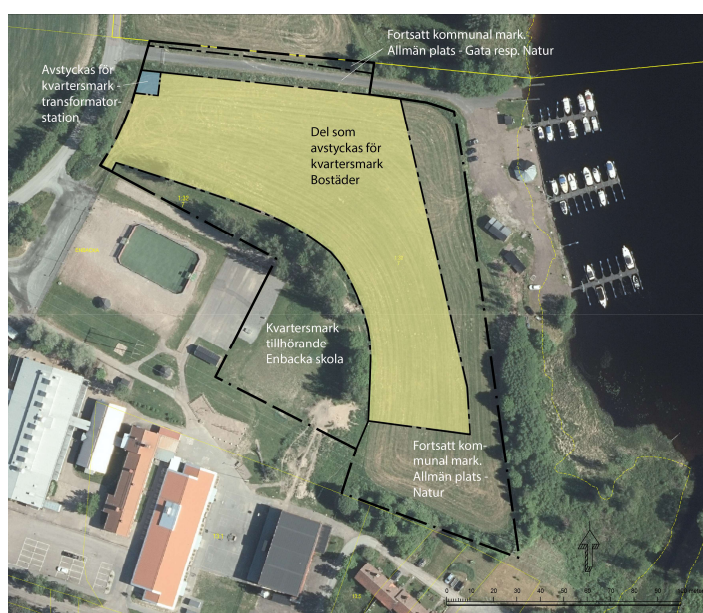 Fortsatt kommunal mark.
Allmän plats - Gata resp. Natur
Avstyckas för
kvartersmark -
transformator-
station
Del som
avstyckas för
kvartersmark
Bostäder
Kvartersmark
tillhörande
Enbacka skola
Fortsatt kom-
munal mark.
Allmän plats -
Natur
0 10 20 30 40 50 60 70 80 90 100 meter